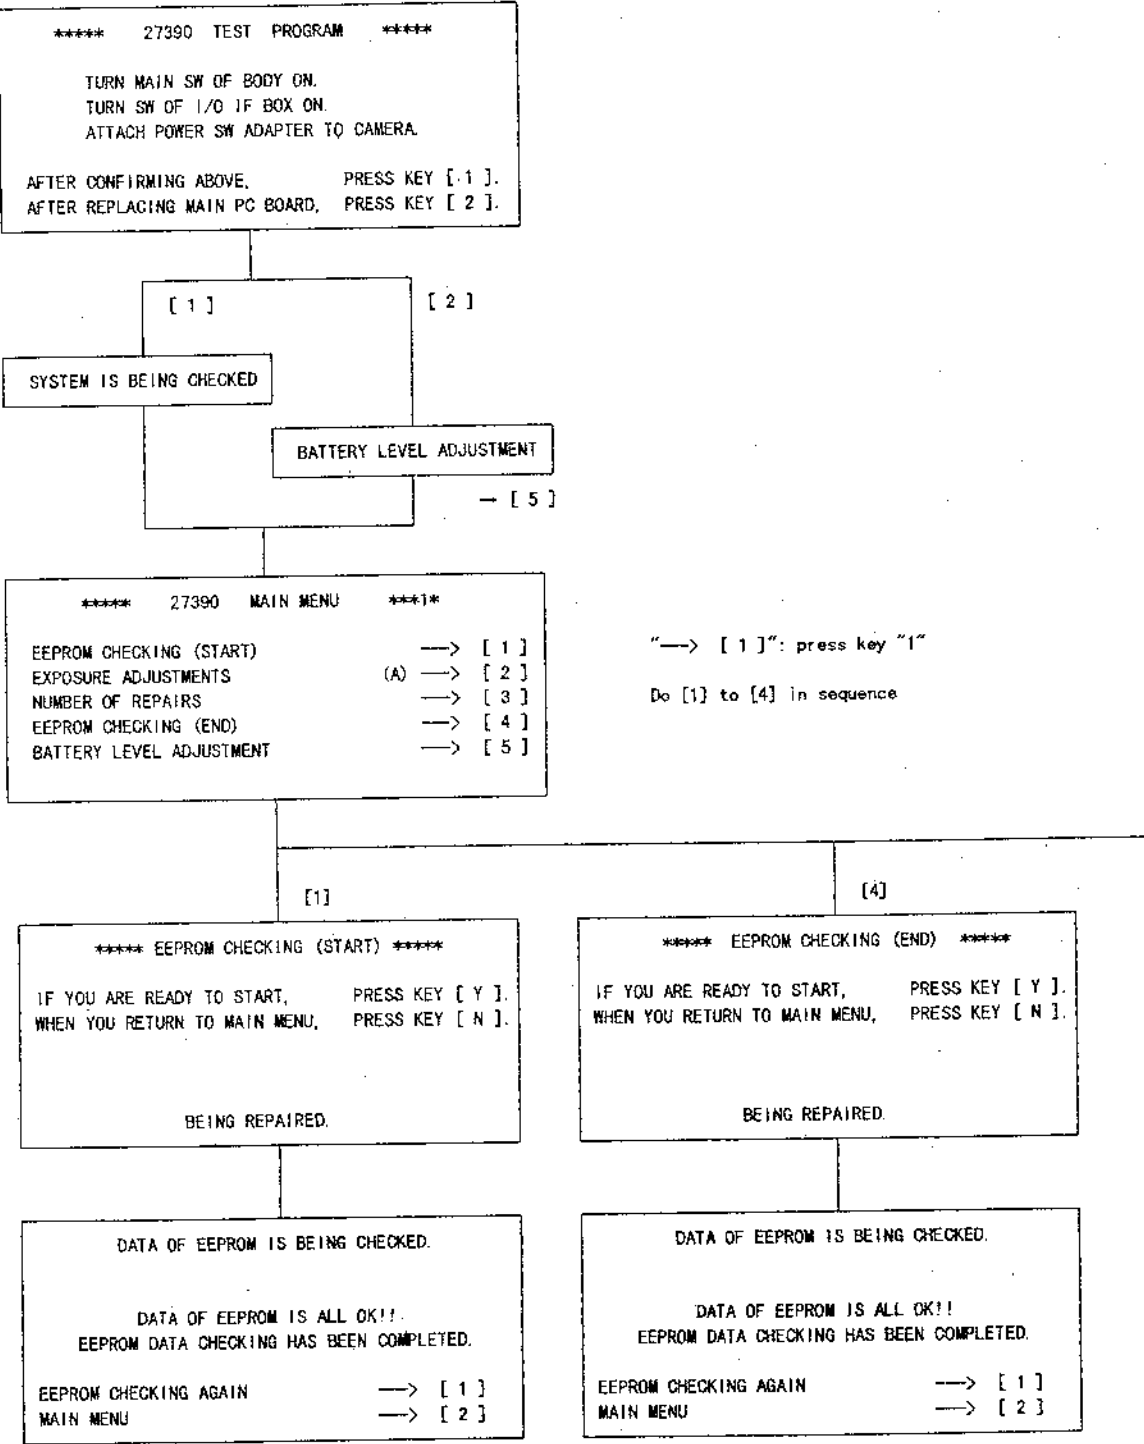 ***** 27390 TEST PROGRAM *****
TURN MAIN SW OF BODY ON.
TURN SW OF I/O IF BOX ON.
ATTACH POWER SW ADAPTER TO CAMERA.
AFTER CONFIRMING ABOVE, PRESS KEY [ 1 ].
AFTER REPLACING MAIN PC BOARD, PRESS KEY [ 2 ].
[ 1 ] [ 2 ]
SYSTEM IS BEING CHECKED
BATTERY LEVEL ADJUSTMENT
→ [ 5 ]
***** 27390 MAIN MENU ***1*
EEPROM CHECKING (START) ——> [ 1 ]
EXPOSURE ADJUSTMENTS (A) ——> [ 2 ]
NUMBER OF REPAIRS ——> [ 3 ]
EEPROM CHECKING (END) ——> [ 4 ]
BATTERY LEVEL ADJUSTMENT ——> [ 5 ]
"——> [ 1 ]": press key "1"
Do [1] to [4] in sequence
[1]
***** EEPROM CHECKING (START) *****
IF YOU ARE READY TO START, PRESS KEY [ Y ].
WHEN YOU RETURN TO MAIN MENU, PRESS KEY [ N ].
BEING REPAIRED.
DATA OF EEPROM IS BEING CHECKED.
DATA OF EEPROM IS ALL OK!!
EEPROM DATA CHECKING HAS BEEN COMPLETED.
EEPROM CHECKING AGAIN ——> [ 1 ]
MAIN MENU ——> [ 2 ]
[4]
***** EEPROM CHECKING (END) *****
IF YOU ARE READY TO START, PRESS KEY [ Y ].
WHEN YOU RETURN TO MAIN MENU, PRESS KEY [ N ].
BEING REPAIRED.
DATA OF EEPROM IS BEING CHECKED.
DATA OF EEPROM IS ALL OK!!
EEPROM DATA CHECKING HAS BEEN COMPLETED.
EEPROM CHECKING AGAIN ——> [ 1 ]
MAIN MENU ——> [ 2 ]